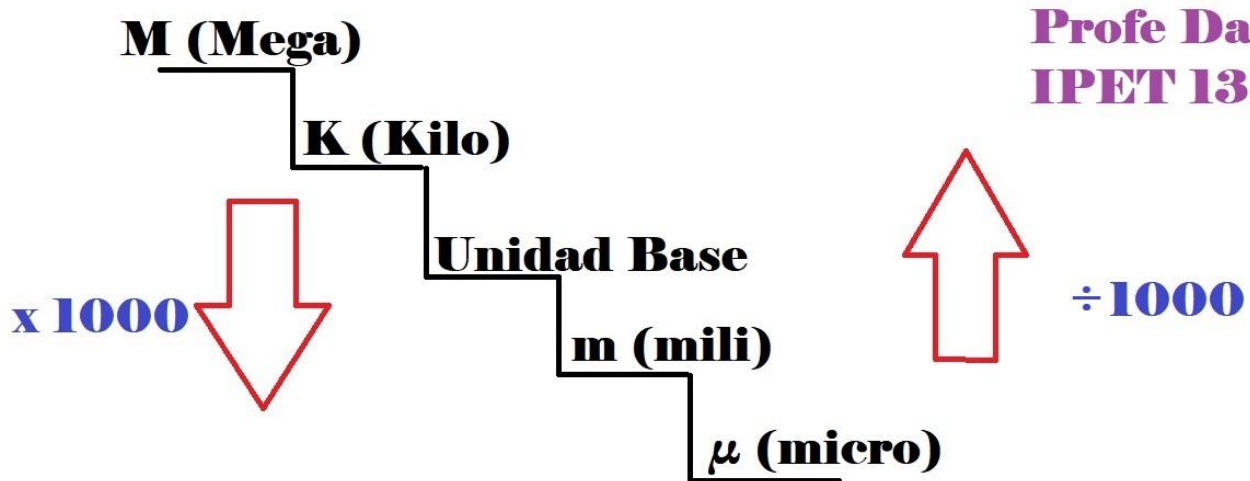 M (Mega)
Profe Da
IPET 13
K (Kilo)
Unidad Base
x 1000
÷1000
m (mili)
μ (micro)